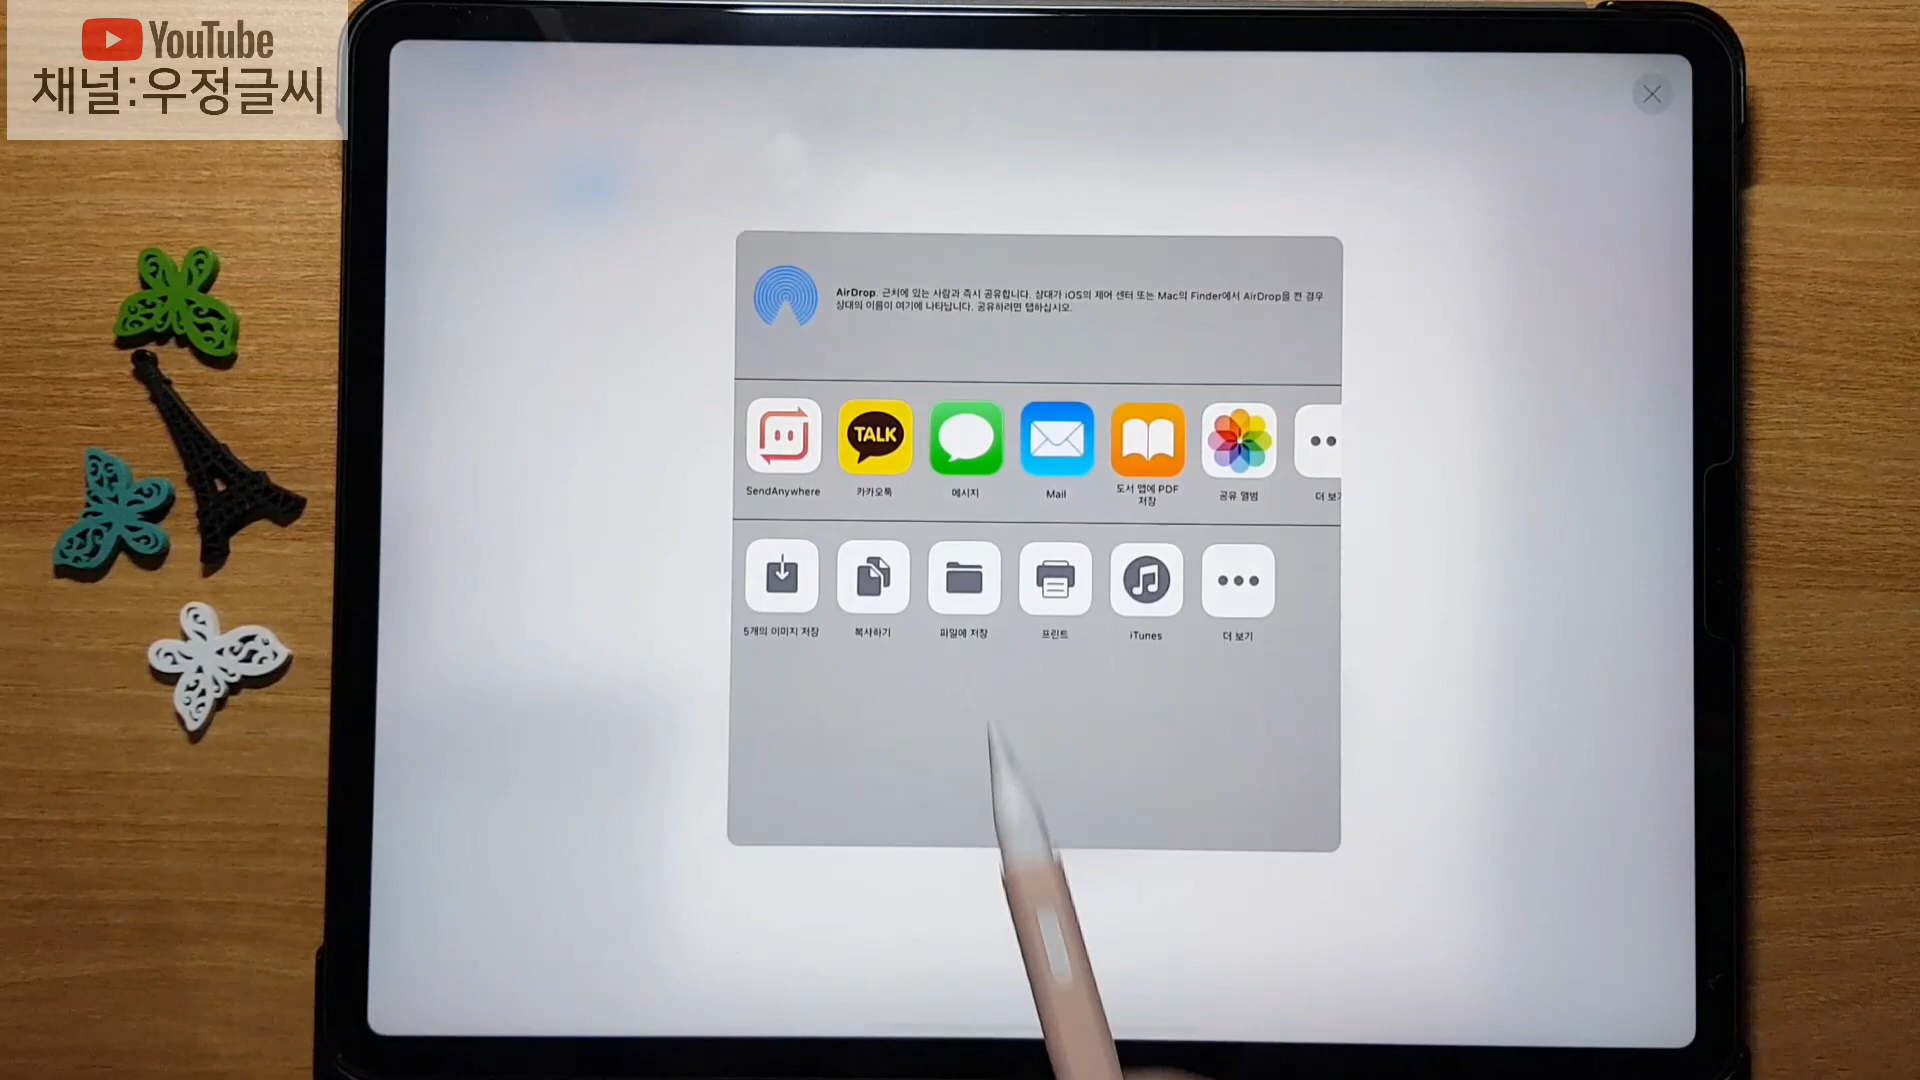 YouTube
채널:우정글씨
AirDrop. 근처에 있는 사람과 즉시 공유합니다. 상대가 iOS의 제어 센터 또는 Mac의 Finder에서 AirDrop을 켠 경우
상대의 이름이 여기에 나타납니다. 공유하려면 탭하십시오.
TALK
SendAnywhere
카카오톡
메시지
Mail
도서 앱에 PDF
저장
공유 앨범
더 보기
5개의 이미지 저장
복사하기
파일에 저장
프린트
iTunes
더 보기